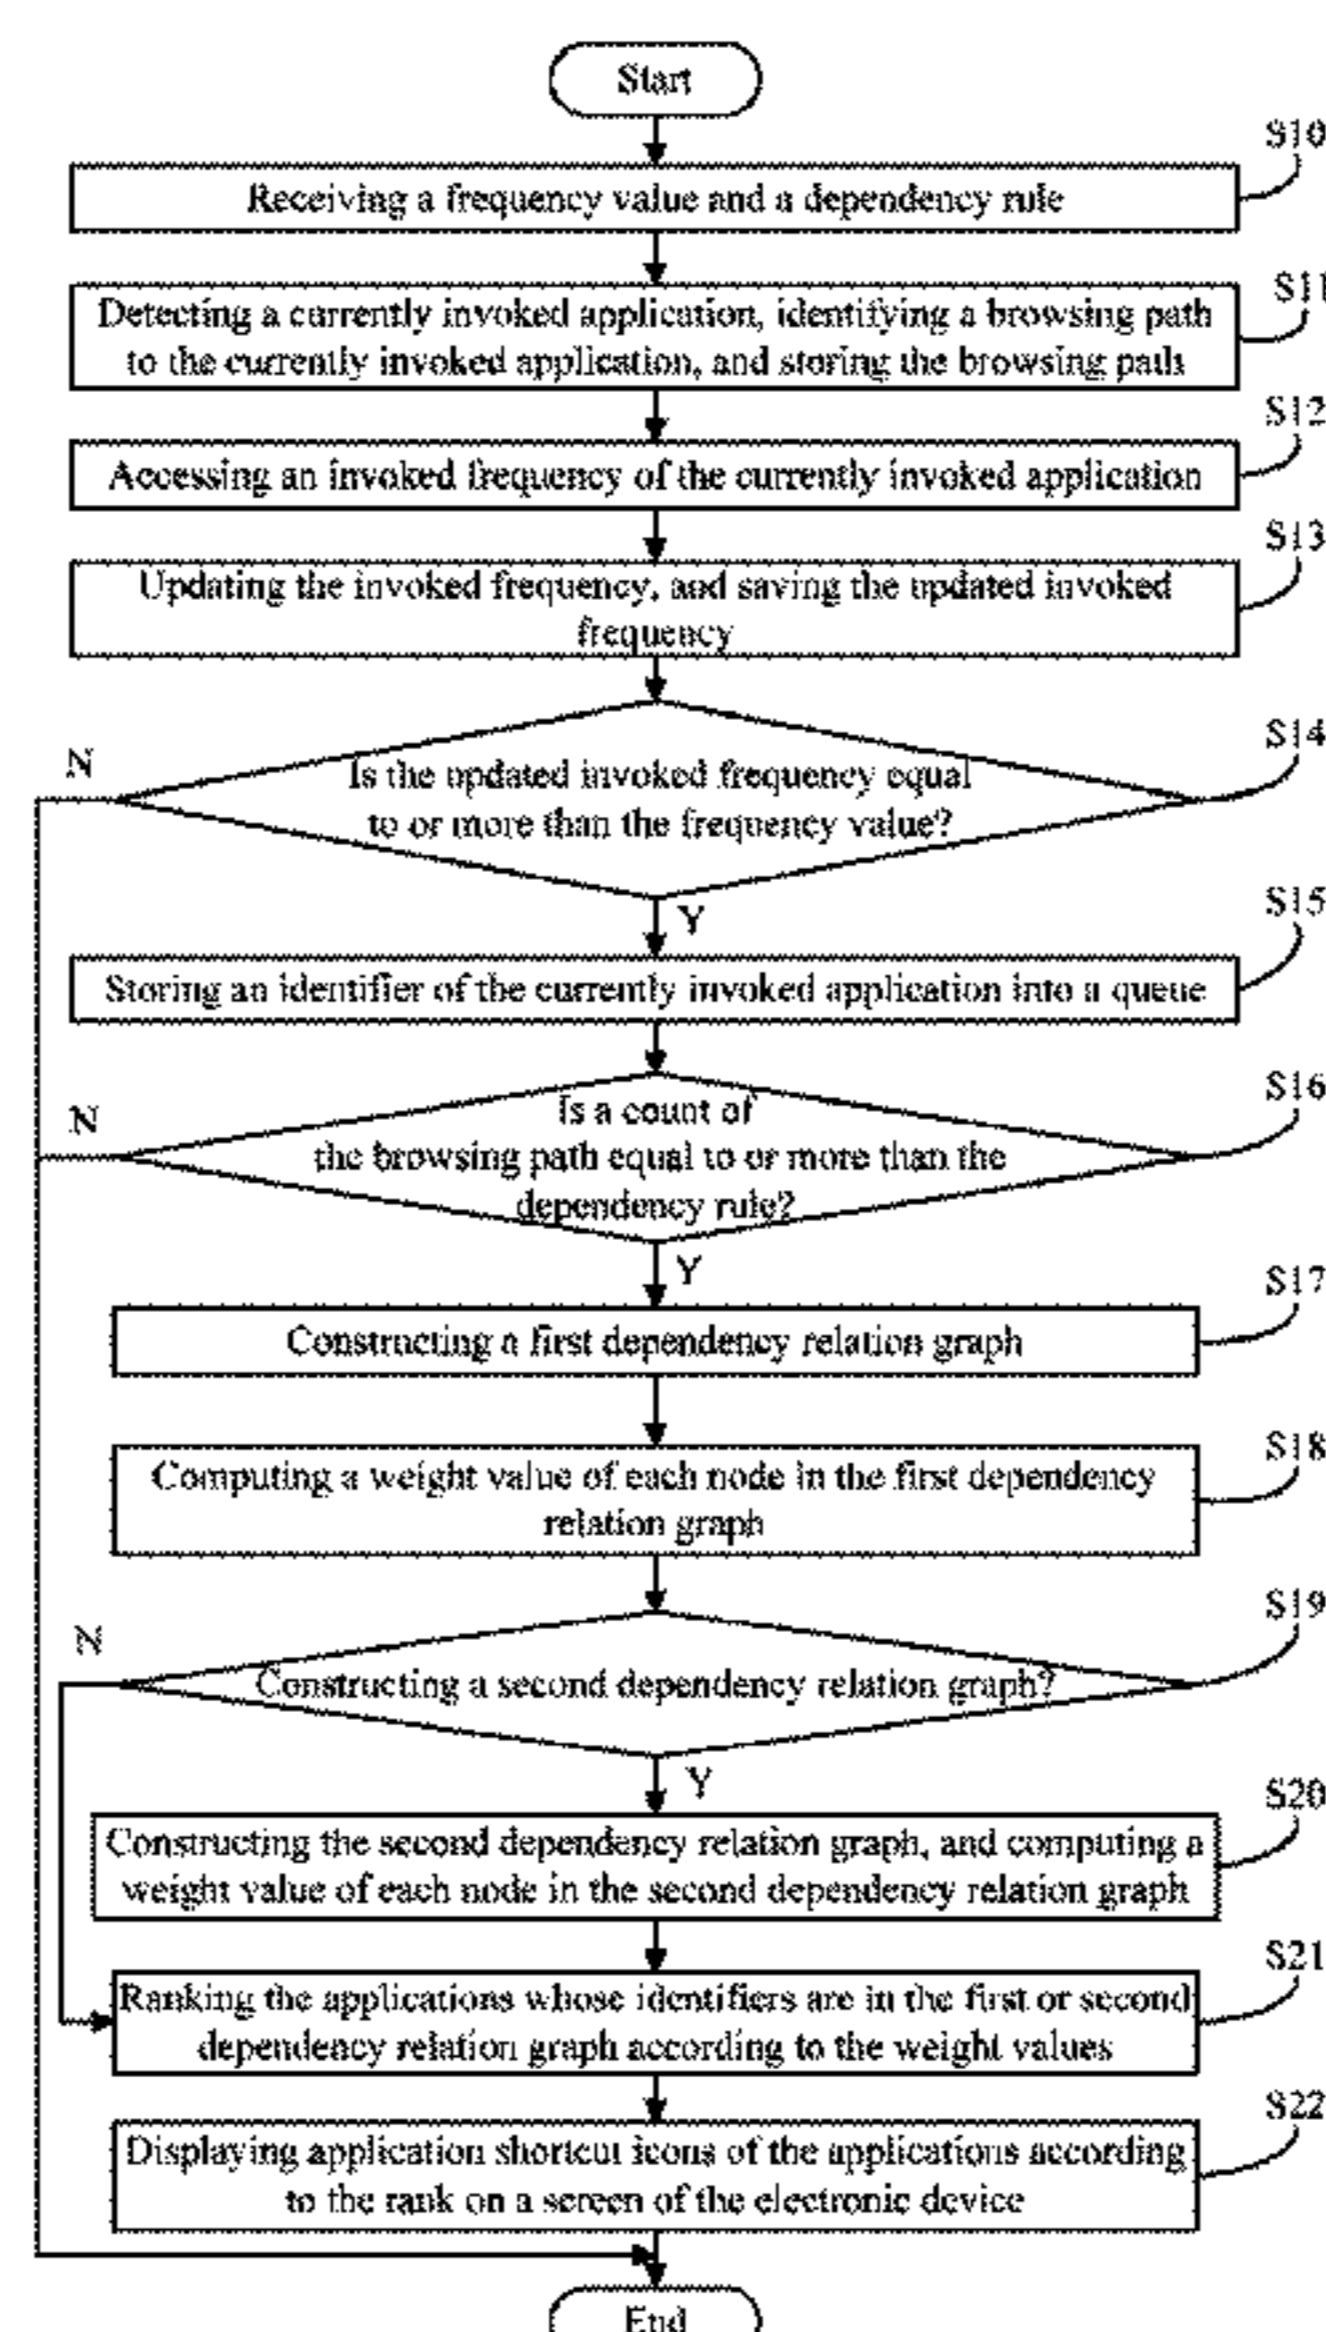 Start
S10
Receiving a frequency value and a dependency rule
S11
Detecting a currently invoked application, identifying a browsing path
to the currently invoked application, and storing the browsing path
S12
Accessing an invoked frequency of the currently invoked application
S13
Updating the invoked frequency, and saving the updated invoked
frequency
S14
N
Is the updated invoked frequency equal
to or more than the frequency value?
Y
S15
Storing an identifier of the currently invoked application into a queue
S16
N
Is a count of
the browsing path equal to or more than the
dependency rule?
Y
S17
Constructing a first dependency relation graph
S18
Computing a weight value of each node in the first dependency
relation graph
S19
N
Constructing a second dependency relation graph?
Y
S20
Constructing the second dependency relation graph, and computing a
weight value of each node in the second dependency relation graph
S21
Ranking the applications whose identifiers are in the first or second
dependency relation graph according to the weight values
S22
Displaying application shortcut icons of the applications according
to the rank on a screen of the electronic device
End